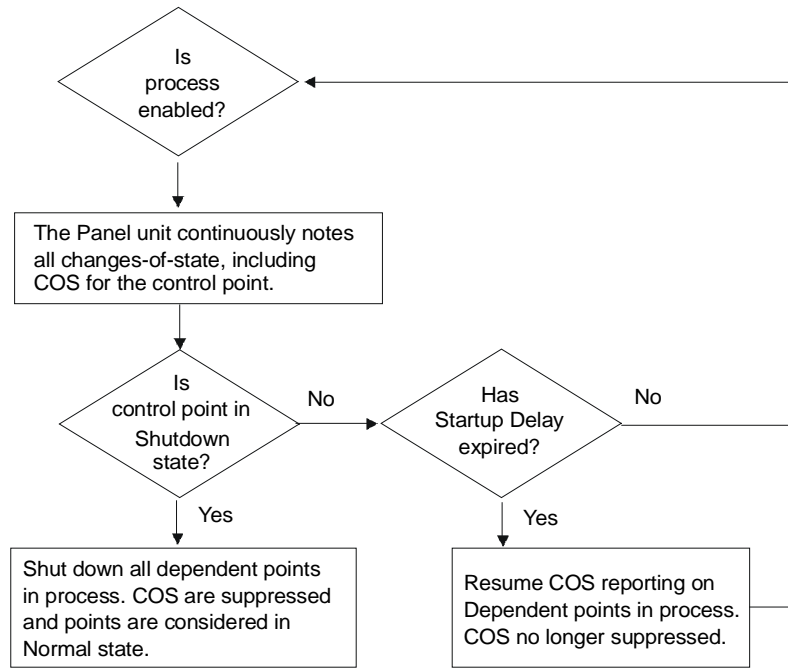 Is
process
enabled?
The Panel unit continuously notes
all changes-of-state, including
COS for the control point.
Is
control point in
Shutdown
state?
No
Has
Startup Delay
expired?
No
Yes
Yes
Shut down all dependent points
in process. COS are suppressed
and points are considered in
Normal state.
Resume COS reporting on
Dependent points in process.
COS no longer suppressed.